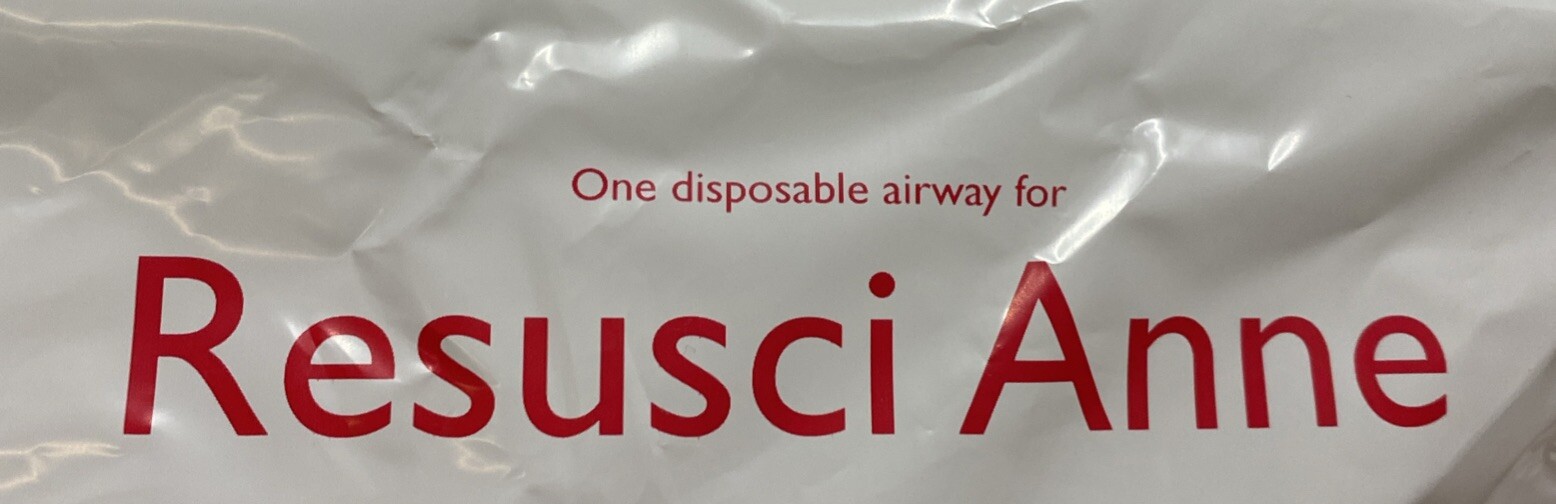 One disposable airway for
Resusci Anne